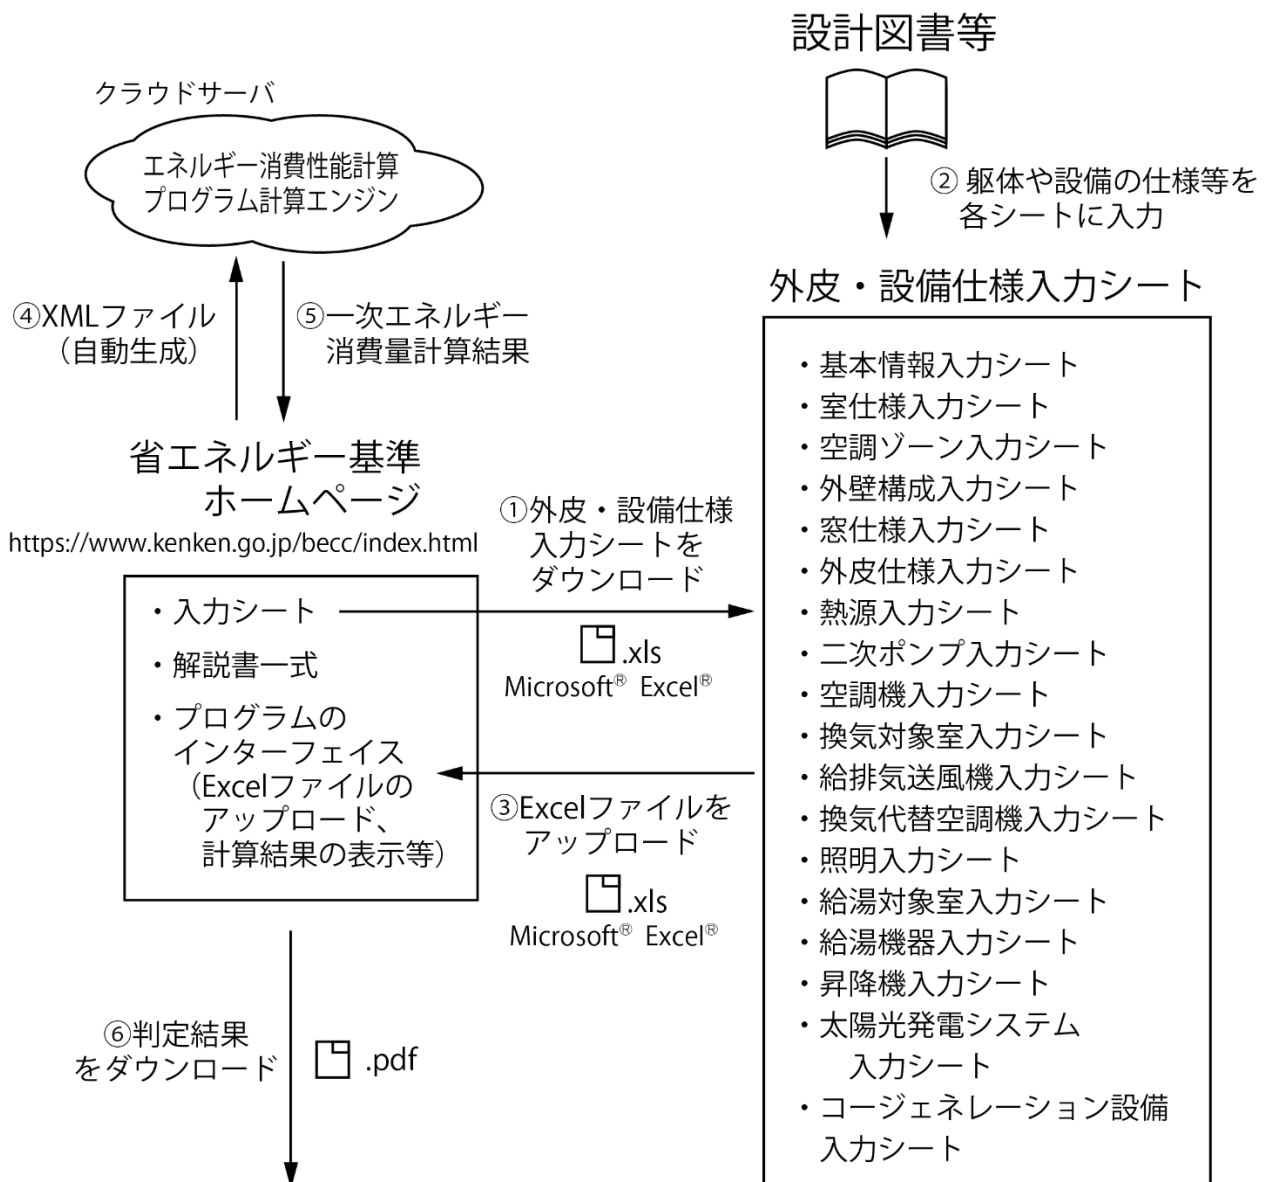 設計図書等
クラウドサーバ
エネルギー消費性能計算
プログラム計算エンジン
② 躯体や設備の仕様等を
各シートに入力
④XMLファイル
（自動生成）
⑤一次エネルギー
消費量計算結果
省エネルギー基準
ホームページ
https://www.kenken.go.jp/becc/index.html
・入力シート
・解説書一式
・プログラムの
インターフェイス
（Excelファイルの
アップロード、
計算結果の表示等）
①外皮・設備仕様
入力シートを
ダウンロード
.xls
Microsoft® Excel®
③Excelファイルを
アップロード
.xls
Microsoft® Excel®
外皮・設備仕様入力シート
・基本情報入力シート
・室仕様入力シート
・空調ゾーン入力シート
・外壁構成入力シート
・窓仕様入力シート
・外皮仕様入力シート
・熱源入力シート
・二次ポンプ入力シート
・空調機入力シート
・換気対象室入力シート
・給排気送風機入力シート
・換気代替空調機入力シート
・照明入力シート
・給湯対象室入力シート
・給湯機器入力シート
・昇降機入力シート
・太陽光発電システム
入力シート
・コージェネレーション設備
入力シート
⑥判定結果
をダウンロード
.pdf